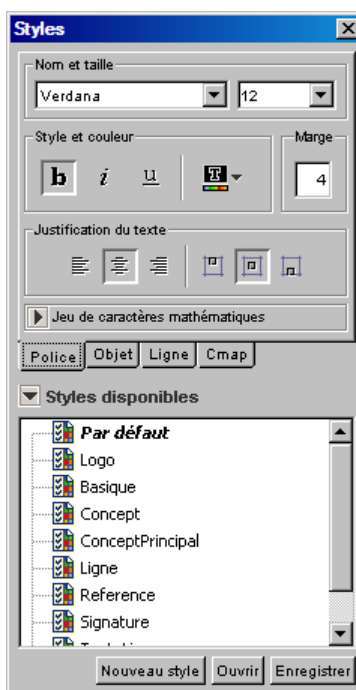 Styles
Nom et taille
Verdana 12
Style et couleur Marge
b i u T 4
Justification du texte
Jeu de caractères mathématiques
Police Objet Ligne Cmap
Styles disponibles
Par défaut
Logo
Basique
Concept
ConceptPrincipal
Ligne
Reference
Signature
Nouveau style Ouvrir Enregistrer